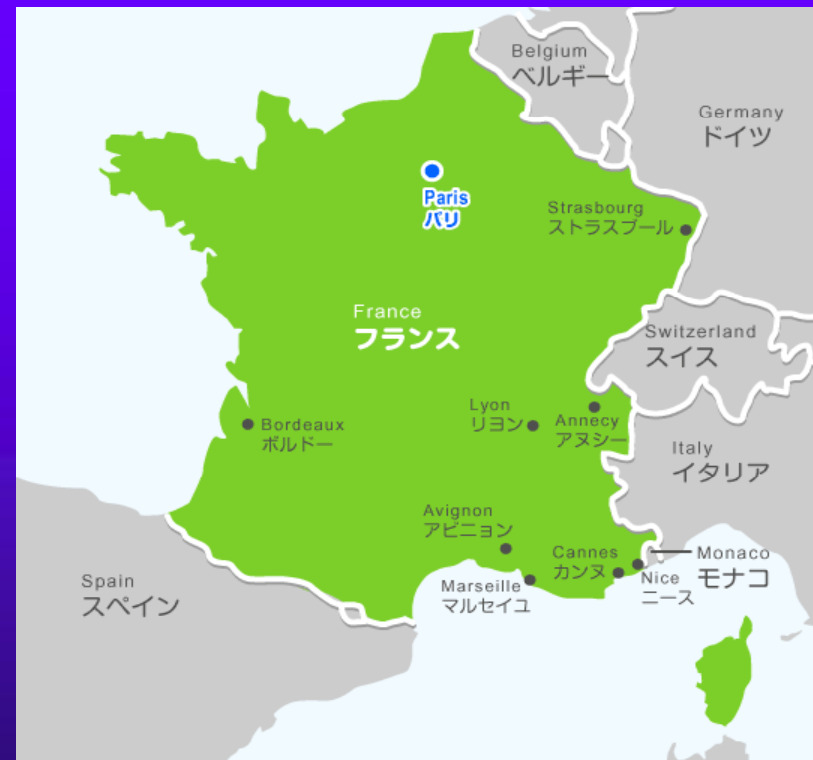 Belgium
ベルギー
Germany
ドイツ
Paris
パリ
Strasbourg
ストラスブール
France
フランス
Switzerland
スイス
Lyon
リヨン
Annecy
アヌシー
Bordeaux
ボルドー
Italy
イタリア
Avignon
アビニョン
Cannes
カンヌ
Monaco
モナコ
Nice
ニース
Marseille
マルセイユ
Spain
スペイン